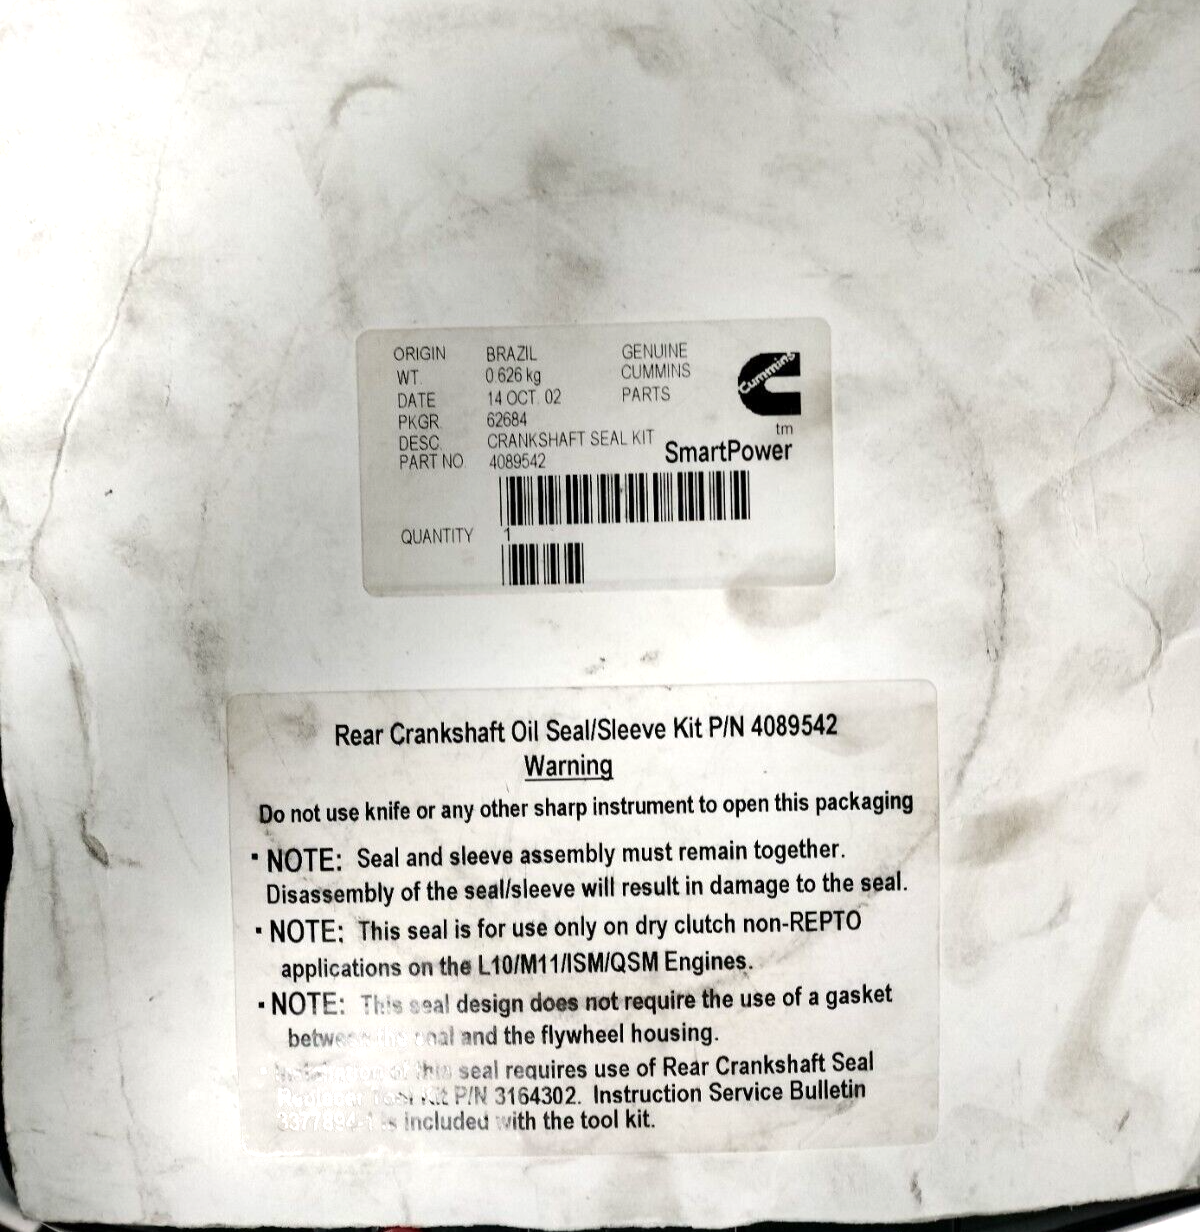 ORIGIN BRAZIL GENUINE
WT. 0.626 kg CUMMINS
DATE 14 OCT. 02 PARTS
Cummins
PKGR. 62684
tm
DESC. CRANKSHAFT SEAL KIT
SmartPower
PART NO. 4089542
QUANTITY 1
Rear Crankshaft Oil Seal/Sleeve Kit P/N 4089542
Warning
Do not use knife or any other sharp instrument to open this packaging
▪ NOTE: Seal and sleeve assembly must remain together.
Disassembly of the seal/sleeve will result in damage to the seal.
▪ NOTE: This seal is for use only on dry clutch non-REPTO
applications on the L10/M11/ISM/QSM Engines.
▪ NOTE: This seal design does not require the use of a gasket
between the seal and the flywheel housing.
of this seal requires use of Rear Crankshaft Seal
Tool Kit P/N 3164302. Instruction Service Bulletin
is included with the tool kit.